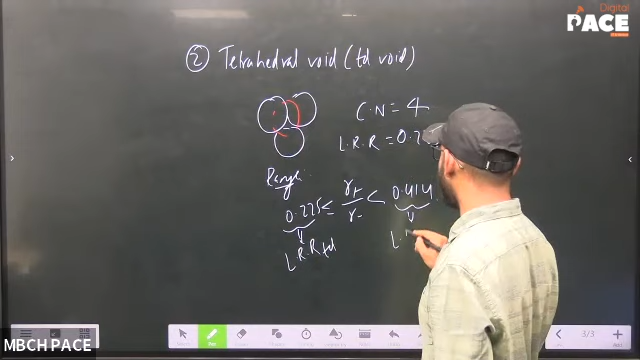 Digital
PACE
② Tetrahedral void (td void)
C.N = 4
L.R.R = 0.2
Range:
0.225 ≤ r+/r- < 0.414
L.R.R td
L.
MBCH PACE
3/3